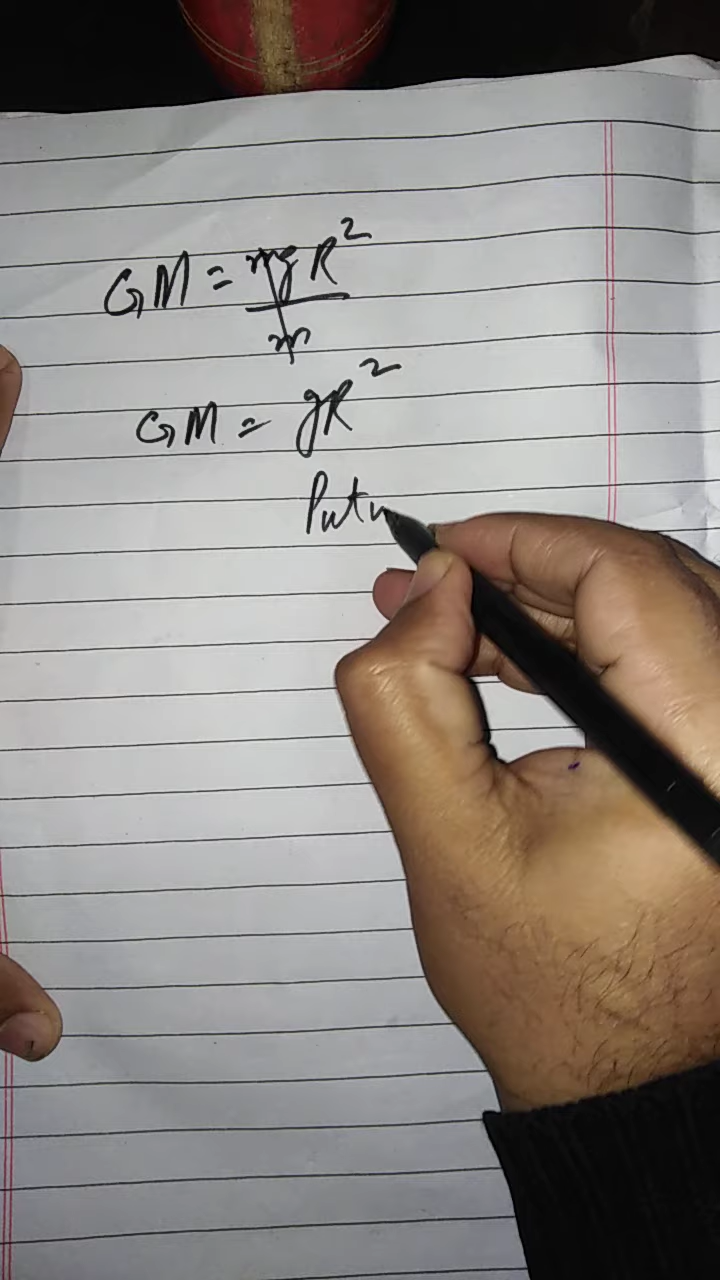 GM = mgR²/m
GM = gR²
Put